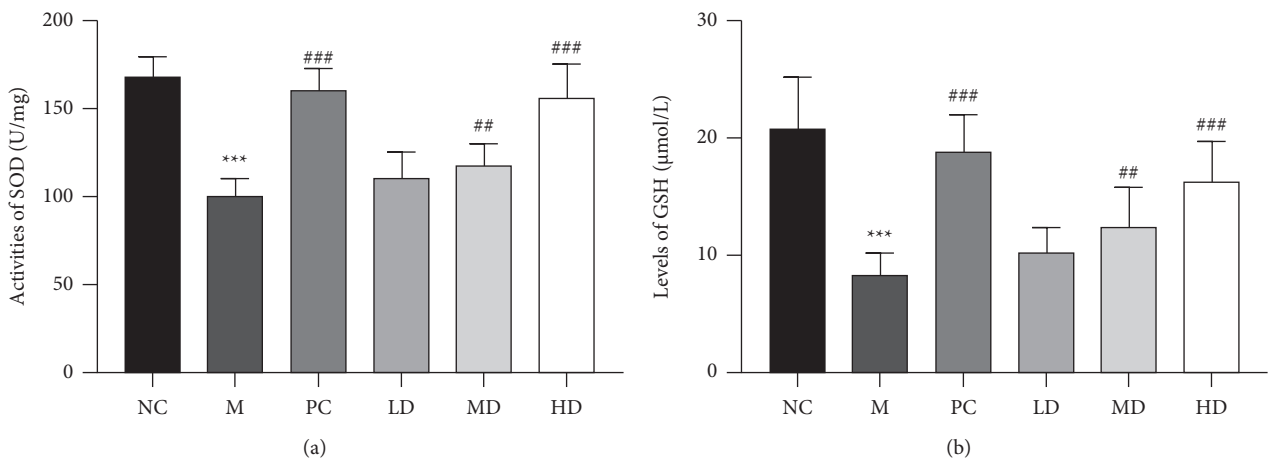 200
150
100
50
0
Activities of SOD (U/mg)
***
###
##
###
NC M PC LD MD HD
(a)
30
20
10
0
Levels of GSH (μmol/L)
***
###
##
###
NC M PC LD MD HD
(b)